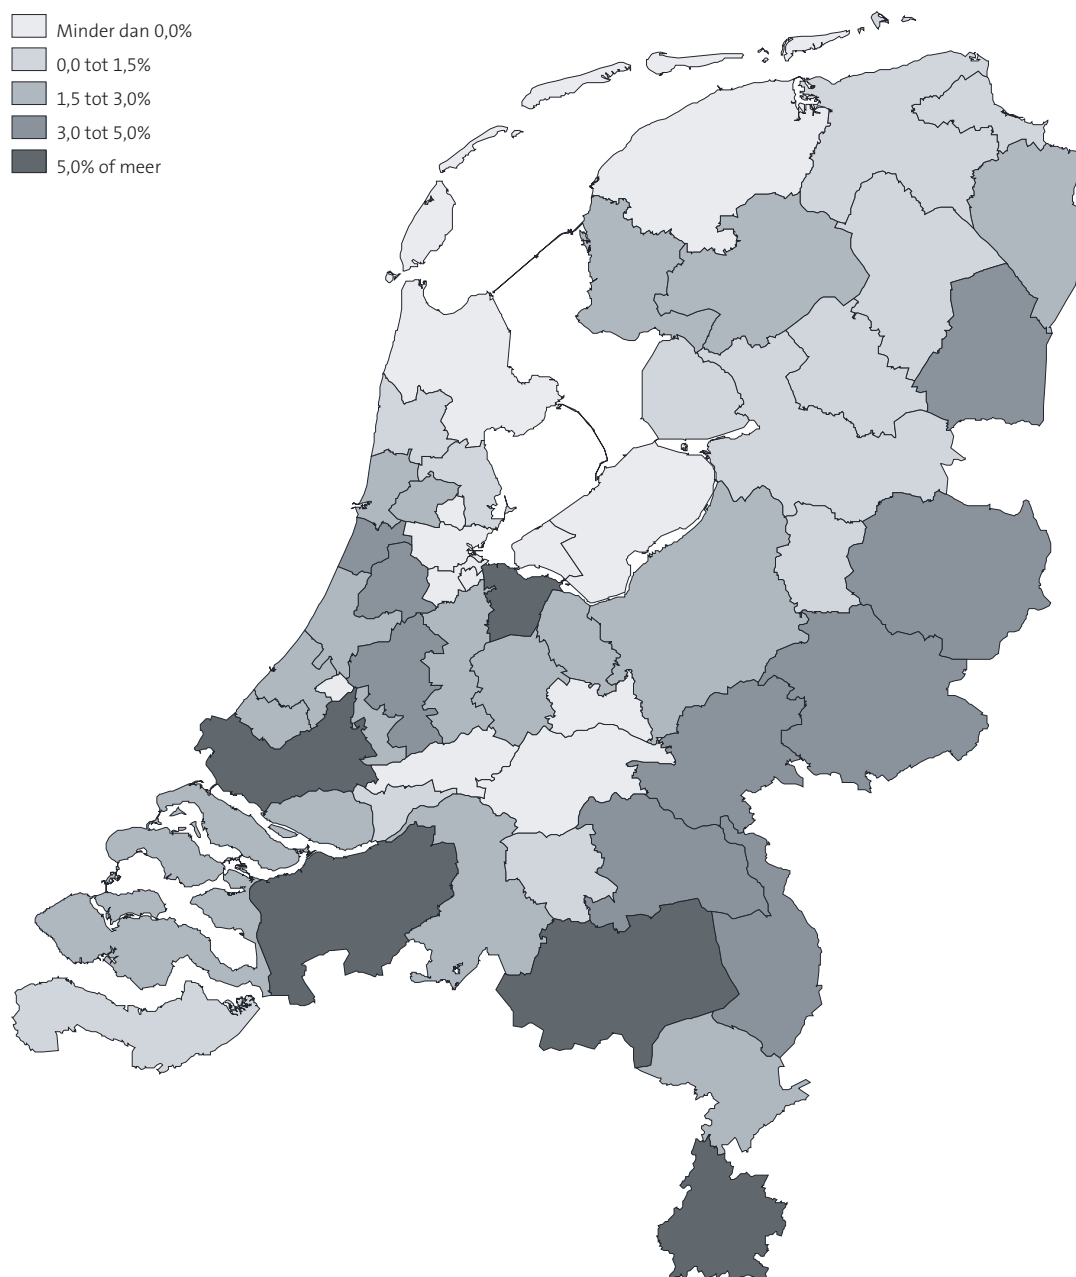 Minder dan 0,0%
0,0 tot 1,5%
1,5 tot 3,0%
3,0 tot 5,0%
5,0% of meer